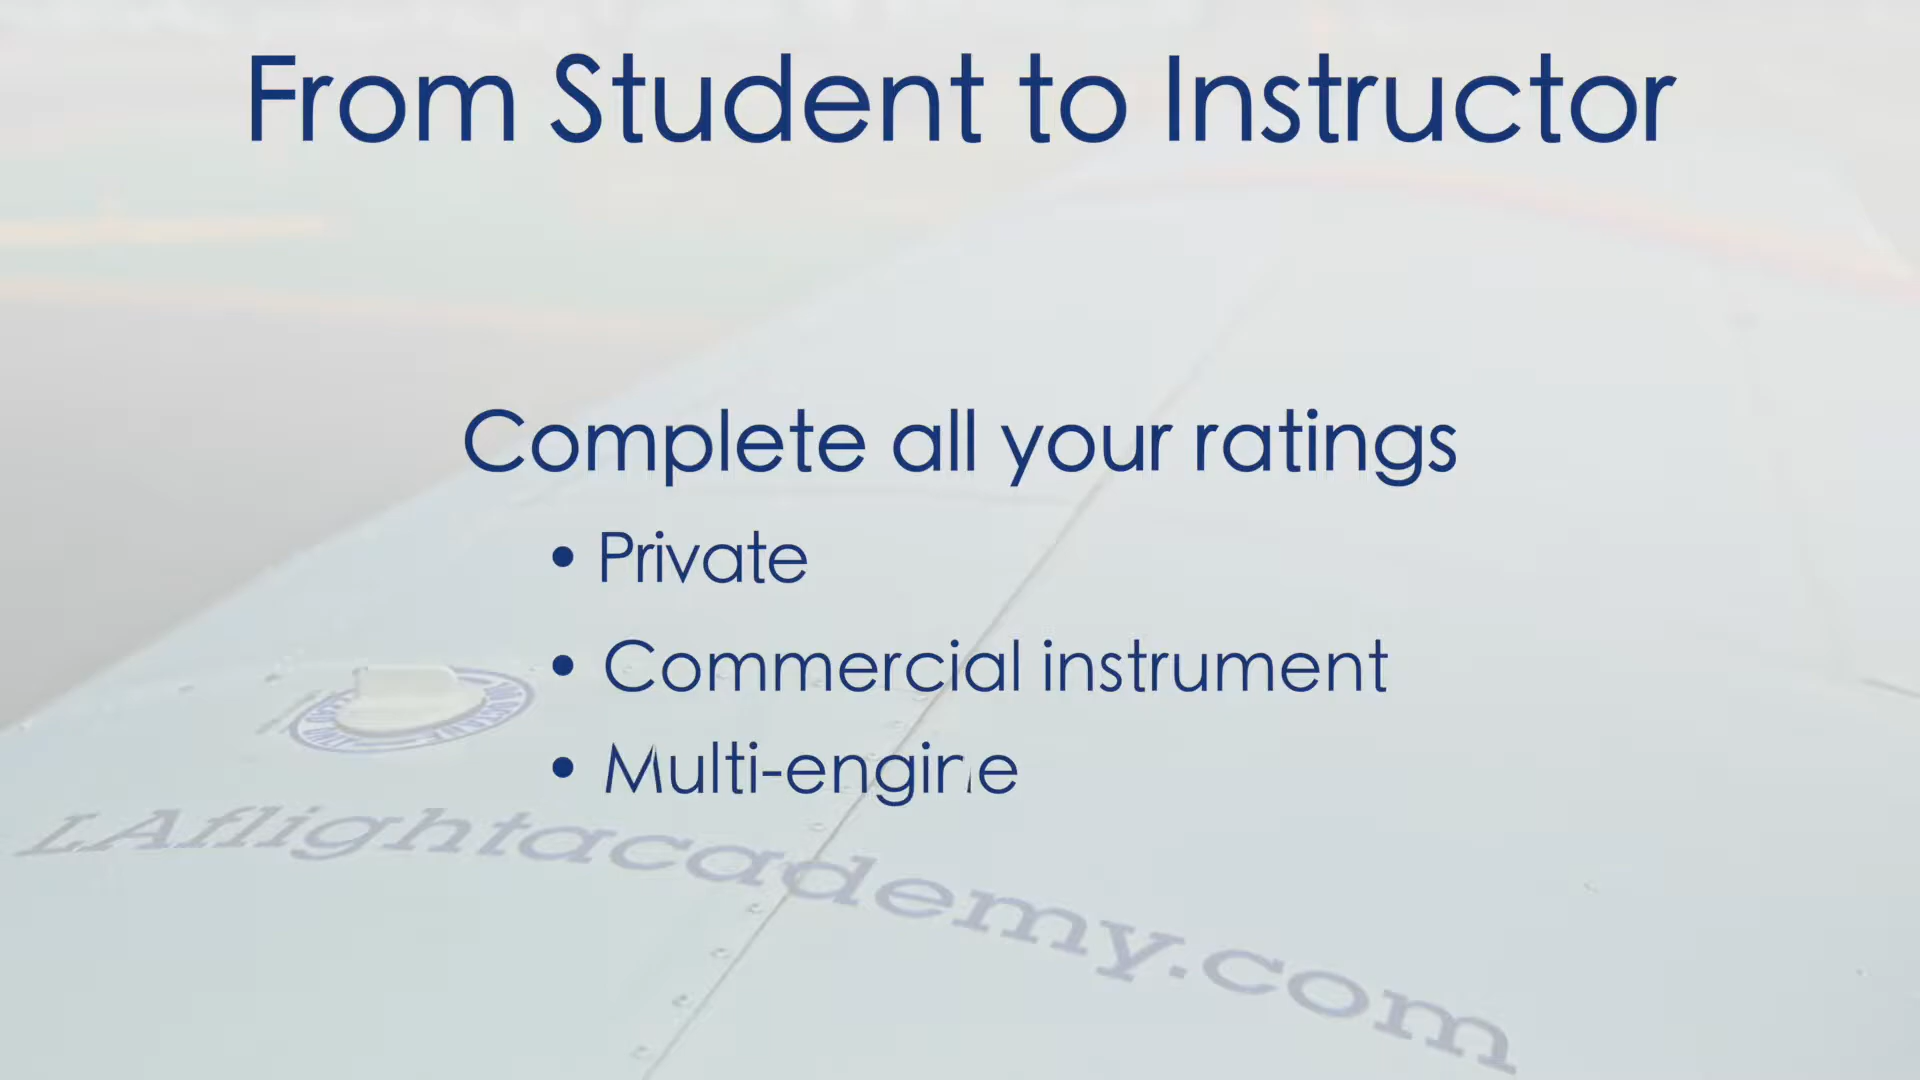 From Student to Instructor
Complete all your ratings
• Private
• Commercial instrument
• Multi-engine
LAflightacademy.com